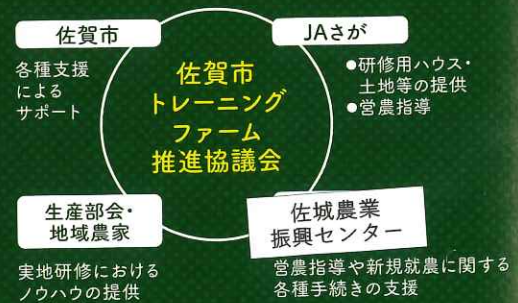 佐賀市
各種支援
による
サポート
JAさが
●研修用ハウス・
土地等の提供
●営農指導
佐賀市
トレーニング
ファーム
推進協議会
生産部会・
地域農家
実地研修における
ノウハウの提供
佐城農業
振興センター
営農指導や新規就農に関する
各種手続きの支援